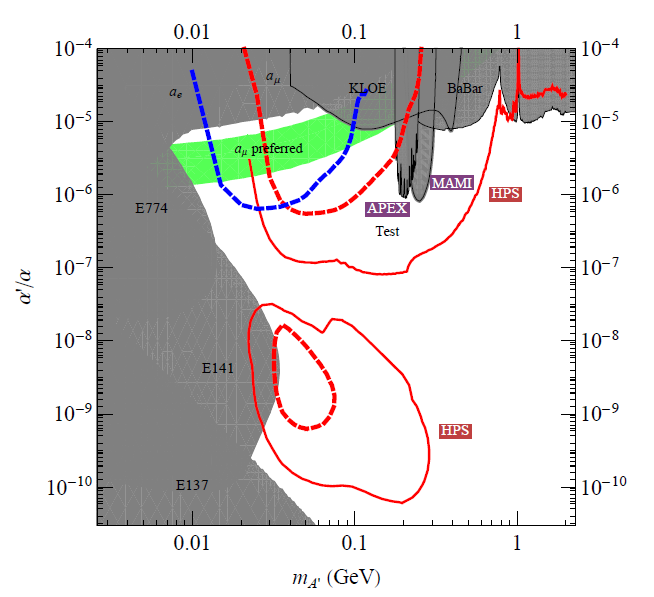 0.01 0.1 1
10⁻⁴ 10⁻⁴
a_μ
KLOE BaBar
a_e
10⁻⁵ 10⁻⁵
a_μ preferred
MAMI
10⁻⁶ 10⁻⁶
HPS
E774 APEX
Test
10⁻⁷ 10⁻⁷
α'/α
10⁻⁸ 10⁻⁸
E141
10⁻⁹ 10⁻⁹
HPS
E137
10⁻¹⁰ 10⁻¹⁰
0.01 0.1 1
m_A' (GeV)